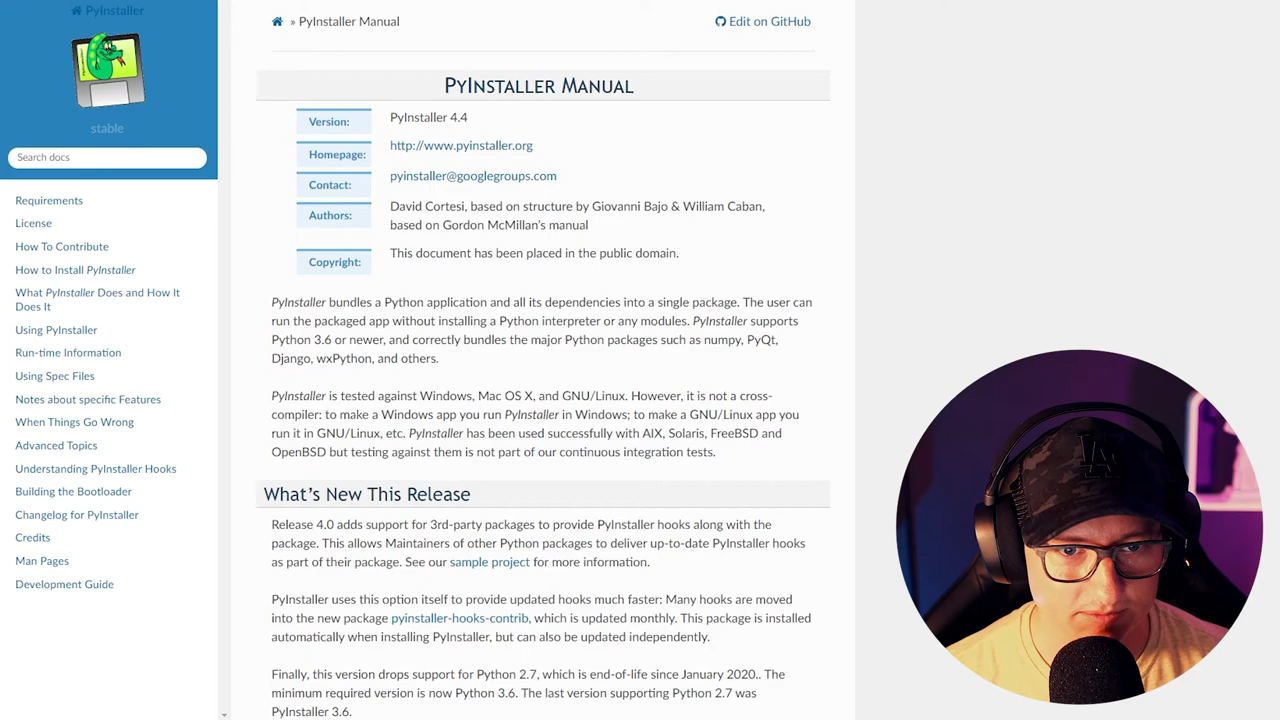 PyInstaller
stable
Search docs
Requirements
License
How To Contribute
How to Install PyInstaller
What PyInstaller Does and How It
Does It
Using PyInstaller
Run-time Information
Using Spec Files
Notes about specific Features
When Things Go Wrong
Advanced Topics
Understanding PyInstaller Hooks
Building the Bootloader
Changelog for PyInstaller
Credits
Man Pages
Development Guide
» PyInstaller Manual
Edit on GitHub
PyInstaller Manual
Version: PyInstaller 4.4
Homepage: http://www.pyinstaller.org
Contact: pyinstaller@googlegroups.com
Authors: David Cortesi, based on structure by Giovanni Bajo & William Caban,
based on Gordon McMillan's manual
Copyright: This document has been placed in the public domain.
PyInstaller bundles a Python application and all its dependencies into a single package. The user can
run the packaged app without installing a Python interpreter or any modules. PyInstaller supports
Python 3.6 or newer, and correctly bundles the major Python packages such as numpy, PyQt,
Django, wxPython, and others.
PyInstaller is tested against Windows, Mac OS X, and GNU/Linux. However, it is not a cross-
compiler: to make a Windows app you run PyInstaller in Windows; to make a GNU/Linux app you
run it in GNU/Linux, etc. PyInstaller has been used successfully with AIX, Solaris, FreeBSD and
OpenBSD but testing against them is not part of our continuous integration tests.
What's New This Release
Release 4.0 adds support for 3rd-party packages to provide PyInstaller hooks along with the
package. This allows Maintainers of other Python packages to deliver up-to-date PyInstaller hooks
as part of their package. See our sample project for more information.
PyInstaller uses this option itself to provide updated hooks much faster: Many hooks are moved
into the new package pyinstaller-hooks-contrib, which is updated monthly. This package is installed
automatically when installing PyInstaller, but can also be updated independently.
Finally, this version drops support for Python 2.7, which is end-of-life since January 2020.. The
minimum required version is now Python 3.6. The last version supporting Python 2.7 was
PyInstaller 3.6.
LA